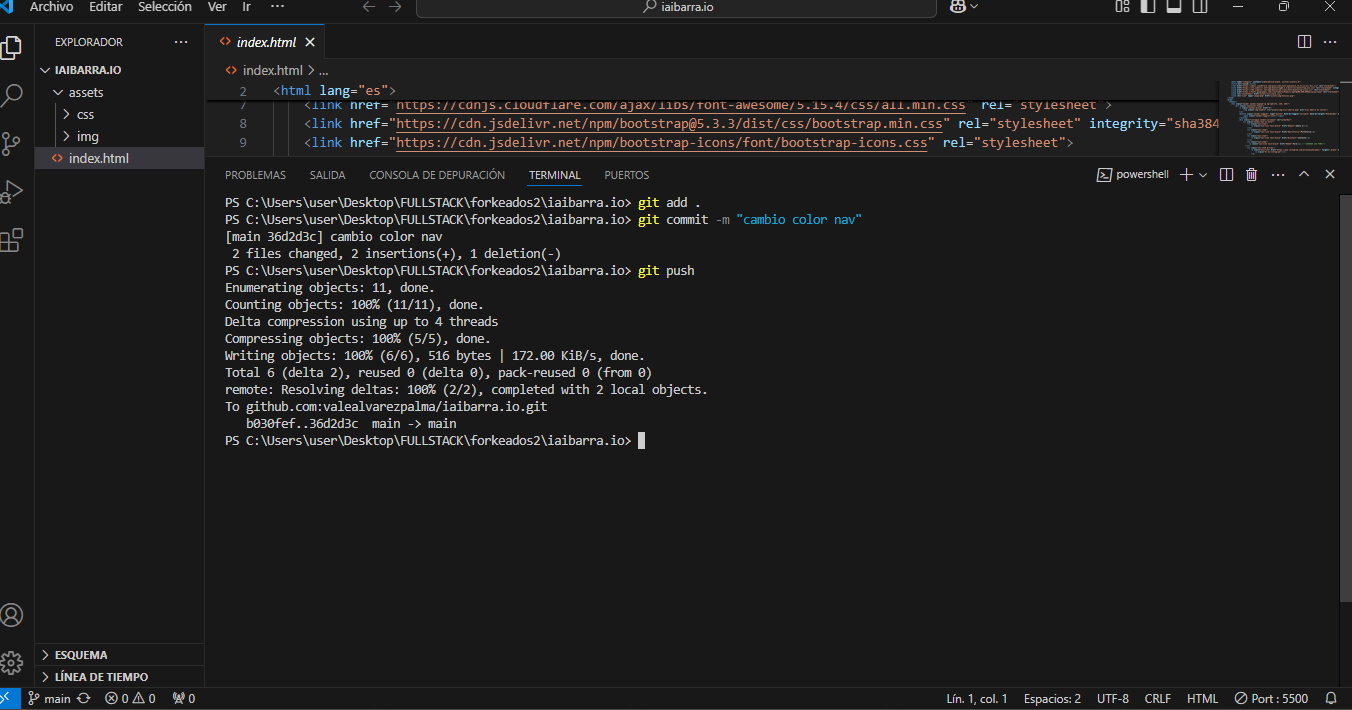 Archivo Editar Selección Ver Ir ···
iaibarra.io
EXPLORADOR ···
IAIBARRA.IO
assets
css
img
index.html
ESQUEMA
LÍNEA DE TIEMPO
index.html
index.html > ...
2 <html lang="es">
7 <link href="https://cdnjs.cloudflare.com/ajax/libs/font-awesome/5.15.4/css/all.min.css" rel="stylesheet">
8 <link href="https://cdn.jsdelivr.net/npm/bootstrap@5.3.3/dist/css/bootstrap.min.css" rel="stylesheet" integrity="sha384
9 <link href="https://cdn.jsdelivr.net/npm/bootstrap-icons/font/bootstrap-icons.css" rel="stylesheet">
PROBLEMAS SALIDA CONSOLA DE DEPURACIÓN TERMINAL PUERTOS
powershell
PS C:\Users\user\Desktop\FULLSTACK\forkeados2\iaibarra.io> git add .
PS C:\Users\user\Desktop\FULLSTACK\forkeados2\iaibarra.io> git commit -m "cambio color nav"
[main 36d2d3c] cambio color nav
2 files changed, 2 insertions(+), 1 deletion(-)
PS C:\Users\user\Desktop\FULLSTACK\forkeados2\iaibarra.io> git push
Enumerating objects: 11, done.
Counting objects: 100% (11/11), done.
Delta compression using up to 4 threads
Compressing objects: 100% (5/5), done.
Writing objects: 100% (6/6), 516 bytes | 172.00 KiB/s, done.
Total 6 (delta 2), reused 0 (delta 0), pack-reused 0 (from 0)
remote: Resolving deltas: 100% (2/2), completed with 2 local objects.
To github.com:valealvarezpalma/iaibarra.io.git
b030fef..36d2d3c main -> main
PS C:\Users\user\Desktop\FULLSTACK\forkeados2\iaibarra.io>
main 0 0 0 Lín. 1, col. 1 Espacios: 2 UTF-8 CRLF HTML Port : 5500